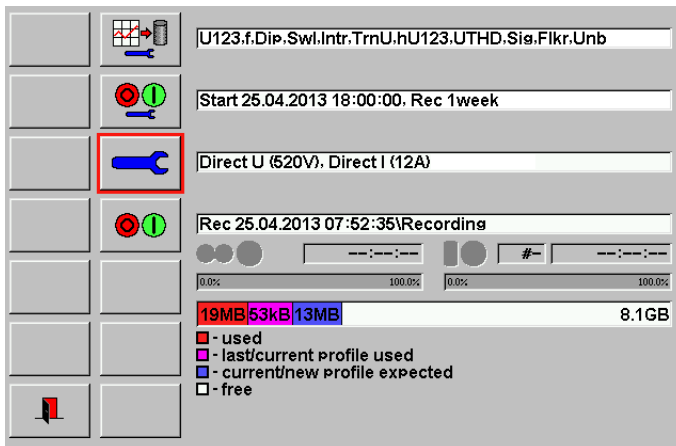 U123,f,Dip,Swl,Intr,TrnU,hU123,UTHD,Sig,Flkr,Unb
Start 25.04.2013 18:00:00, Rec 1week
Direct U (520V), Direct I (12A)
Rec 25.04.2013 07:52:35\Recording
--:--:-- #- --:--:--
0.0% 100.0% 0.0% 100.0%
19MB 53kB 13MB 8.1GB
- used
- last/current profile used
- current/new profile expected
- free